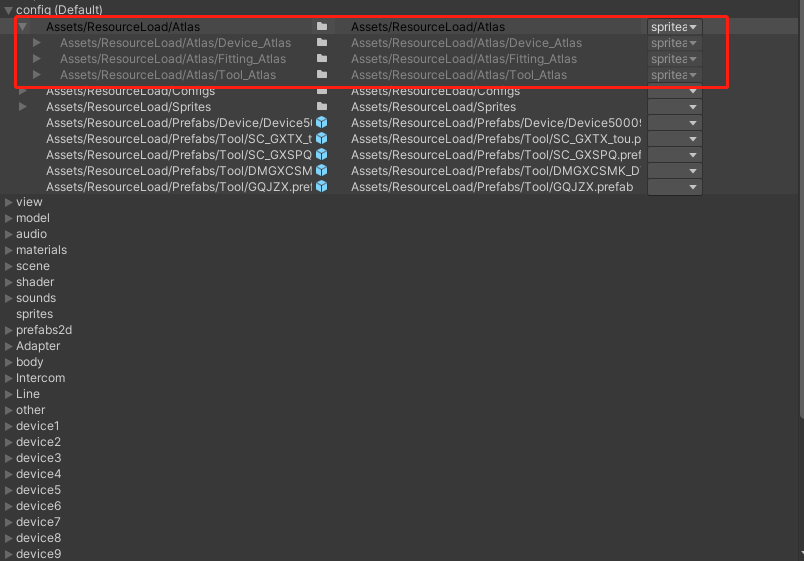 config (Default)
Assets/ResourceLoad/Atlas Assets/ResourceLoad/Atlas spritea
Assets/ResourceLoad/Atlas/Device_Atlas Assets/ResourceLoad/Atlas/Device_Atlas spritea
Assets/ResourceLoad/Atlas/Fitting_Atlas Assets/ResourceLoad/Atlas/Fitting_Atlas spritea
Assets/ResourceLoad/Atlas/Tool_Atlas Assets/ResourceLoad/Atlas/Tool_Atlas spritea
Assets/ResourceLoad/Configs Assets/ResourceLoad/Configs
Assets/ResourceLoad/Sprites Assets/ResourceLoad/Sprites
Assets/ResourceLoad/Prefabs/Device/Device50 Assets/ResourceLoad/Prefabs/Device/Device50009
Assets/ResourceLoad/Prefabs/Tool/SC_GXTX_t Assets/ResourceLoad/Prefabs/Tool/SC_GXTX_tou.p
Assets/ResourceLoad/Prefabs/Tool/SC_GXSPQ Assets/ResourceLoad/Prefabs/Tool/SC_GXSPQ.pref
Assets/ResourceLoad/Prefabs/Tool/DMGXCSMK Assets/ResourceLoad/Prefabs/Tool/DMGXCSMK_D
Assets/ResourceLoad/Prefabs/Tool/GQJZX.pref Assets/ResourceLoad/Prefabs/Tool/GQJZX.prefab
view
model
audio
materials
scene
shader
sounds
sprites
prefabs2d
Adapter
body
Intercom
Line
other
device1
device2
device3
device4
device5
device6
device7
device8
device9